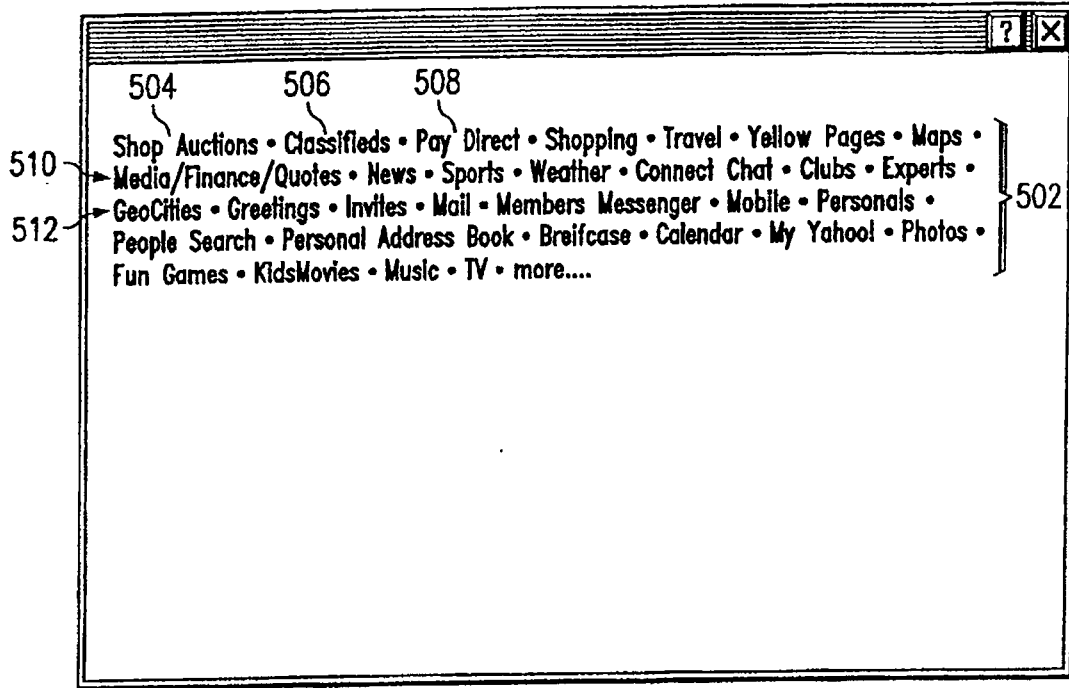 ? X
504 506 508
Shop Auctions • Classifieds • Pay Direct • Shopping • Travel • Yellow Pages • Maps •
510 Media/Finance/Quotes • News • Sports • Weather • Connect Chat • Clubs • Experts •
502
512 GeoCities • Greetings • Invites • Mail • Members Messenger • Mobile • Personals •
People Search • Personal Address Book • Breifcase • Calendar • My Yahoo! • Photos •
Fun Games • KidsMovies • Music • TV • more....